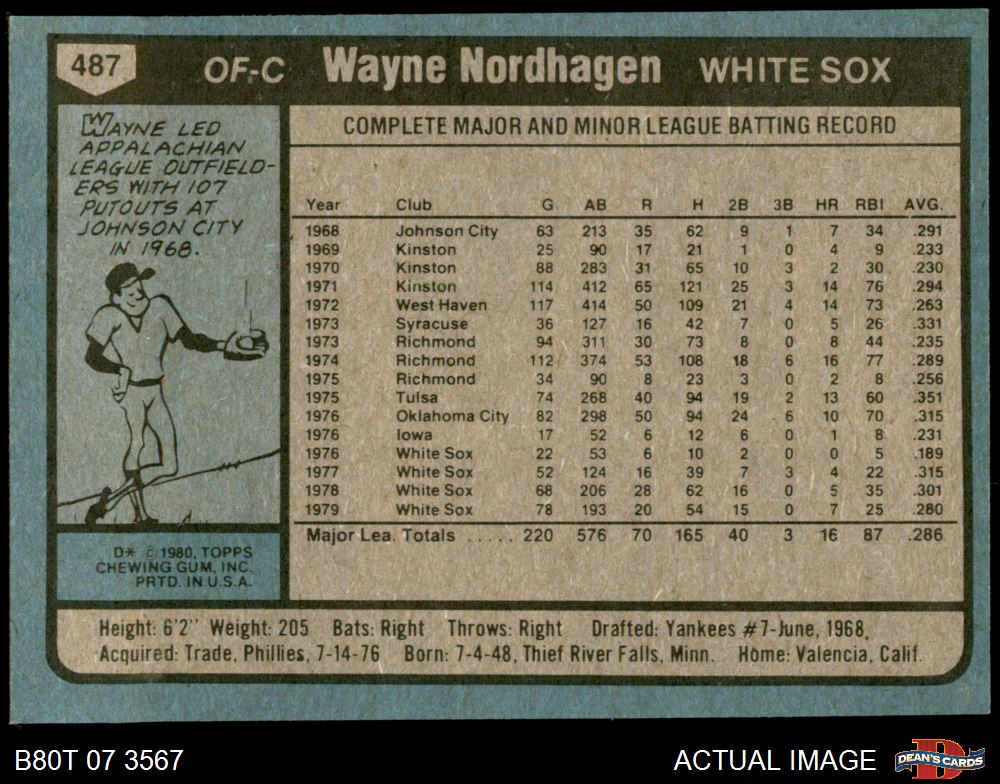 487 OF-C Wayne Nordhagen WHITE SOX
WAYNE LED
APPALACHIAN
LEAGUE OUTFIELD-
ERS WITH 107
PUTOUTS AT
JOHNSON CITY
IN 1968.
COMPLETE MAJOR AND MINOR LEAGUE BATTING RECORD
Year Club G AB R H 2B 3B HR RBI AVG.
1968 Johnson City 63 213 35 62 9 1 7 34 .291
1969 Kinston 25 90 17 21 1 0 4 9 .233
1970 Kinston 88 283 31 65 10 3 2 30 .230
1971 Kinston 114 412 65 121 25 3 14 76 .294
1972 West Haven 117 414 50 109 21 4 14 73 .263
1973 Syracuse 36 127 16 42 7 0 5 26 .331
1973 Richmond 94 311 30 73 8 0 8 44 .235
1974 Richmond 112 374 53 108 18 6 16 77 .289
1975 Richmond 34 90 8 23 3 0 2 8 .256
1975 Tulsa 74 268 40 94 19 2 13 60 .351
1976 Oklahoma City 82 298 50 94 24 6 10 70 .315
1976 Iowa 17 52 6 12 6 0 1 8 .231
1976 White Sox 22 53 6 10 2 0 0 5 .189
1977 White Sox 52 124 16 39 7 3 4 22 .315
1978 White Sox 68 206 28 62 16 0 5 35 .301
1979 White Sox 78 193 20 54 15 0 7 25 .280
Major Lea. Totals ..... 220 576 70 165 40 3 16 87 .286
D* © 1980, TOPPS
CHEWING GUM, INC.
PRTD. IN U.S.A.
Height: 6'2" Weight: 205 Bats: Right Throws: Right Drafted: Yankees #7-June, 1968,
Acquired: Trade, Phillies, 7-14-76 Born: 7-4-48, Thief River Falls, Minn. Home: Valencia, Calif.
B80T 07 3567 ACTUAL IMAGE DEAN'S CARDS